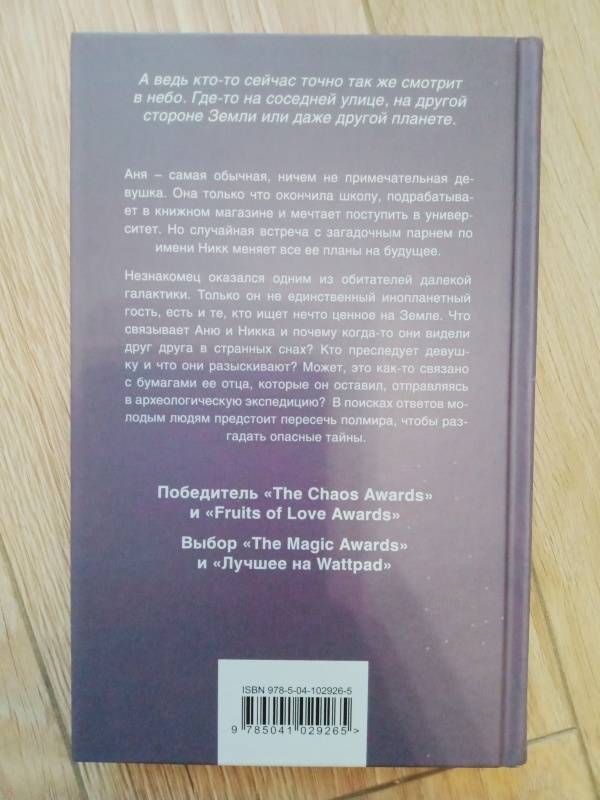 А ведь кто-то сейчас точно так же смотрит
в небо. Где-то на соседней улице, на другой
стороне Земли или даже другой планете.
Аня – самая обычная, ничем не примечательная де-
вушка. Она только что окончила школу, подрабатыва-
ет в книжном магазине и мечтает поступить в универ-
ситет. Но случайная встреча с загадочным парнем по
имени Никк меняет все ее планы на будущее.
Незнакомец оказался одним из обитателей далекой
галактики. Только он не единственный инопланетный
гость, есть и те, кто ищет нечто ценное на Земле. Что
связывает Аню и Никка и почему когда-то они видели
друг друга в странных снах? Кто преследует девуш-
ку и что они разыскивают? Может, это как-то связано
с бумагами ее отца, которые он оставил, отправляясь
в археологическую экспедицию? В поисках ответов мо-
лодым людям предстоит пересечь полмира, чтобы раз-
гадать опасные тайны.
Победитель «The Chaos Awards»
и «Fruits of Love Awards»
Выбор «The Magic Awards»
и «Лучшее на Wattpad»
ISBN 978-5-04-102926-5
9 785041 029265>